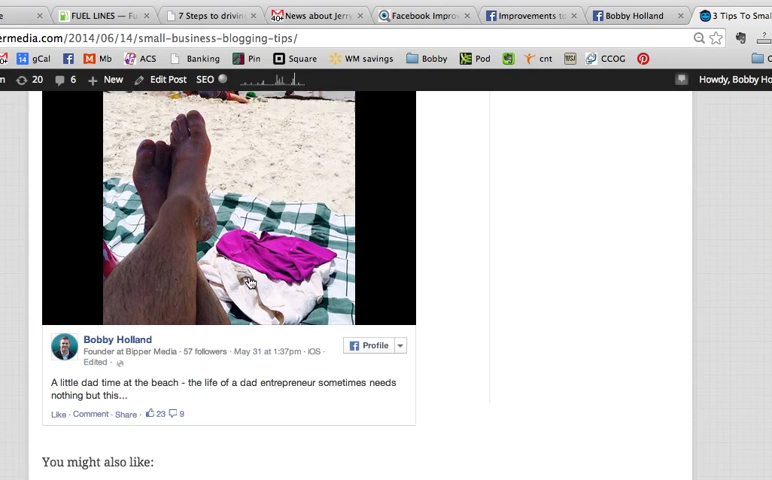 FUEL LINES —
7 Steps to drivin
News about Jerry
Facebook Impro
Improvements to
Bobby Holland
3 Tips To Smal
ermedia.com/2014/06/14/small-business-blogging-tips/
gCal
Mb
ACS
Banking
Pin
Square
WM savings
Bobby
Pod
cnt
WSJ
CCOG
20
6
+ New
Edit Post
SEO
Howdy, Bobby Ho
Bobby Holland
Founder at Bipper Media · 57 followers · May 31 at 1:37pm · iOS ·
Edited ·
Profile
A little dad time at the beach - the life of a dad entrepreneur sometimes needs
nothing but this...
Like · Comment · Share · 23 9
You might also like: